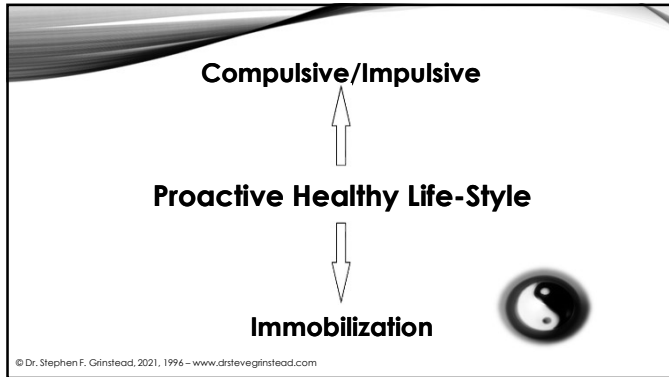 Compulsive/Impulsive
Proactive Healthy Life-Style
Immobilization
© Dr. Stephen F. Grinstead, 2021, 1996 – www.drstevegrinstead.com